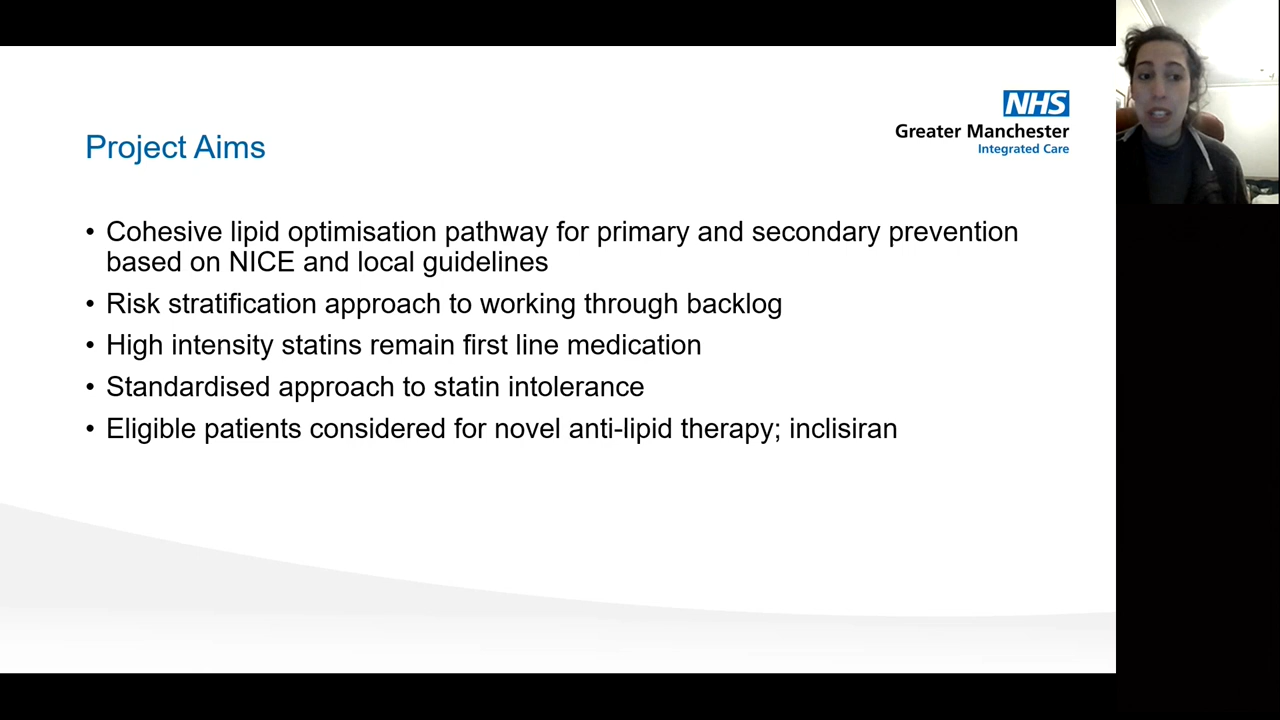 NHS
Greater Manchester
Integrated Care
Project Aims
• Cohesive lipid optimisation pathway for primary and secondary prevention
based on NICE and local guidelines
• Risk stratification approach to working through backlog
• High intensity statins remain first line medication
• Standardised approach to statin intolerance
• Eligible patients considered for novel anti-lipid therapy; inclisiran